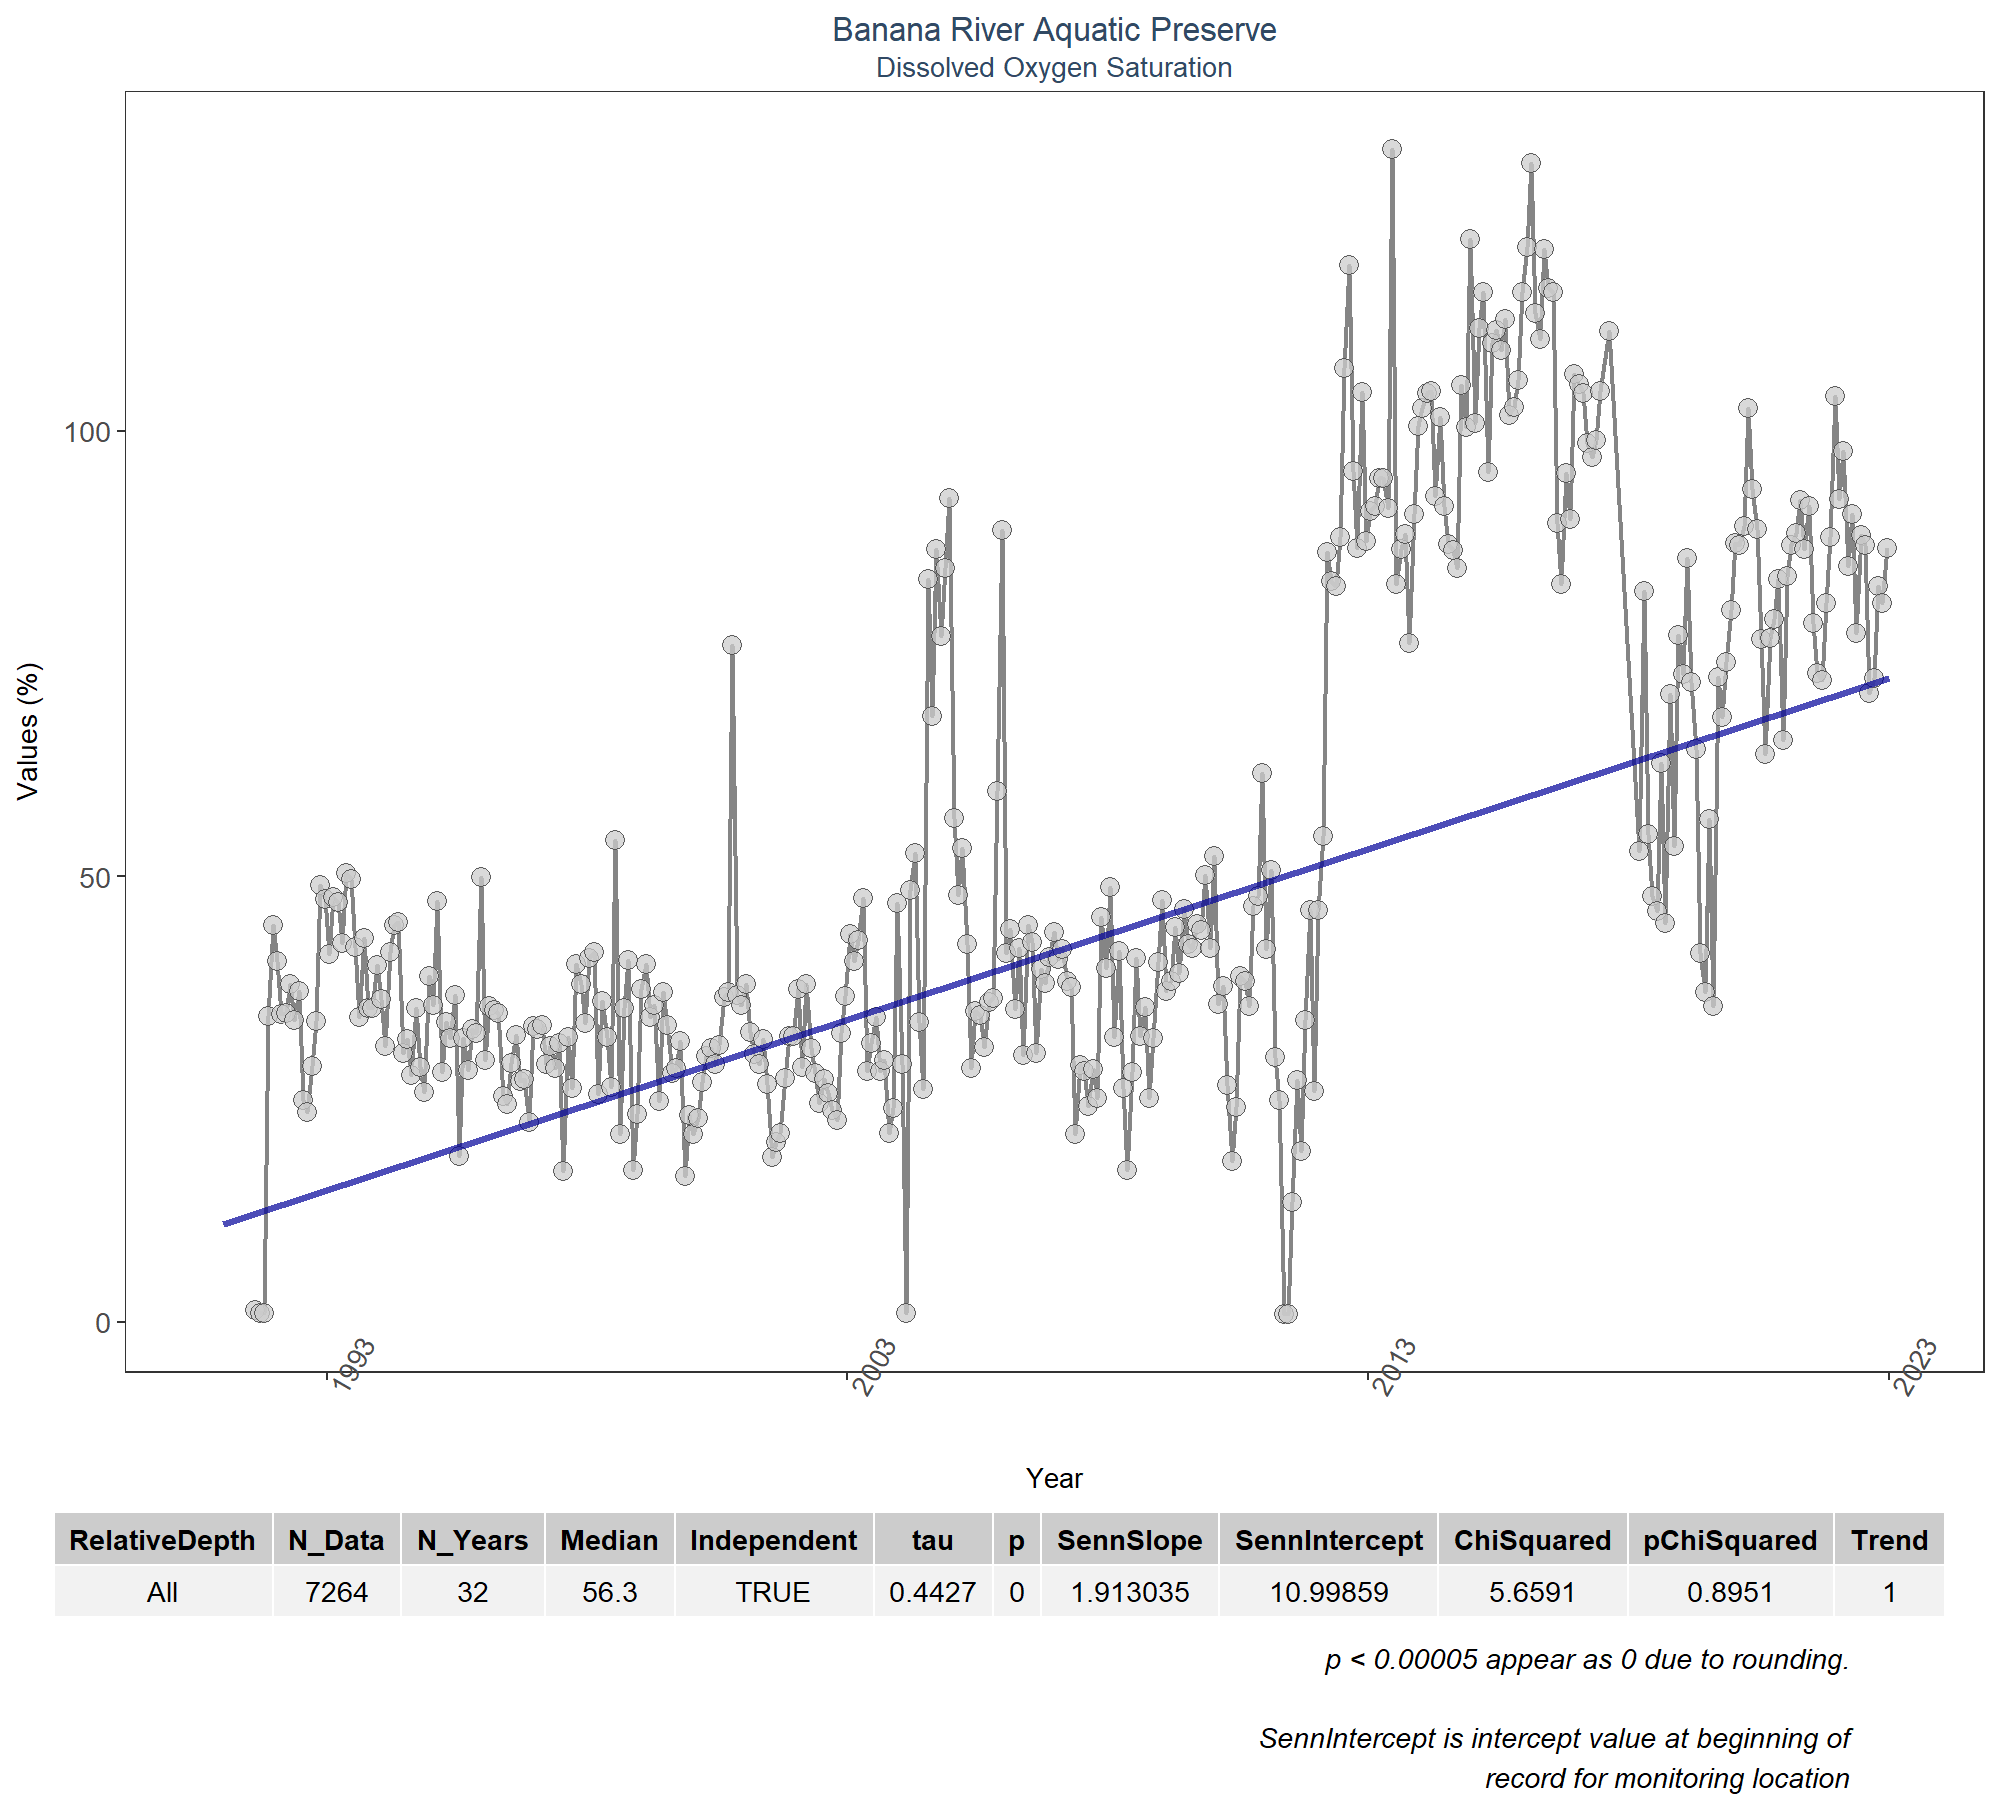 Banana River Aquatic Preserve
Dissolved Oxygen Saturation
Values (%)
100
50
0
1993 2003 2013 2023
Year
RelativeDepth N_Data N_Years Median Independent tau p SennSlope SennIntercept ChiSquared pChiSquared Trend
All 7264 32 56.3 TRUE 0.4427 0 1.913035 10.99859 5.6591 0.8951 1
p < 0.00005 appear as 0 due to rounding.
SennIntercept is intercept value at beginning of
record for monitoring location